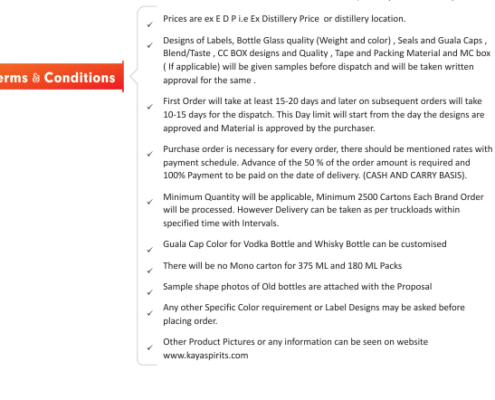 Prices are ex E D P i.e Ex Distillery Price or distillery location.
Designs of Labels, Bottle Glass quality (Weight and color) , Seals and Guala Caps ,
Blend/Taste , CC BOX designs and Quality , Tape and Packing Material and MC box
( If applicable) will be given samples before dispatch and will be taken written
approval for the same .
erms & Conditions
First Order will take at least 15-20 days and later on subsequent orders will take
10-15 days for the dispatch. This Day limit will start from the day the designs are
approved and Material is approved by the purchaser.
Purchase order is necessary for every order, there should be mentioned rates with
payment schedule. Advance of the 50 % of the order amount is required and
100% Payment to be paid on the date of delivery. (CASH AND CARRY BASIS).
Minimum Quantity will be applicable, Minimum 2500 Cartons Each Brand Order
will be processed. However Delivery can be taken as per truckloads within
specified time with Intervals.
Guala Cap Color for Vodka Bottle and Whisky Bottle can be customised
There will be no Mono carton for 375 ML and 180 ML Packs
Sample shape photos of Old bottles are attached with the Proposal
Any other Specific Color requirement or Label Designs may be asked before
placing order.
Other Product Pictures or any information can be seen on website
www.kayaspirits.com